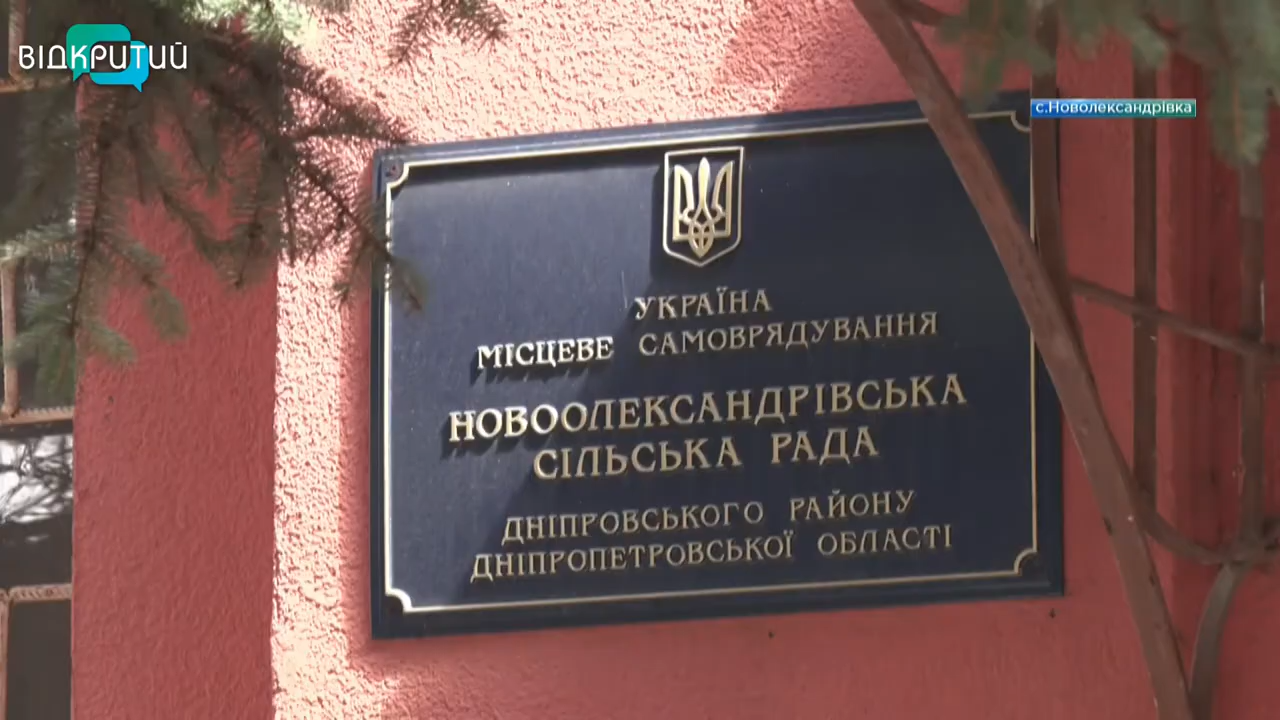 ВІДКРИТИЙ
с.Новолександрівка
УКРАЇНА
МІСЦЕВЕ САМОВРЯДУВАННЯ
НОВООЛЕКСАНДРІВСЬКА
СІЛЬСЬКА РАДА
ДНІПРОВСЬКОГО РАЙОНУ
ДНІПРОПЕТРОВСЬКОЇ ОБЛАСТІ